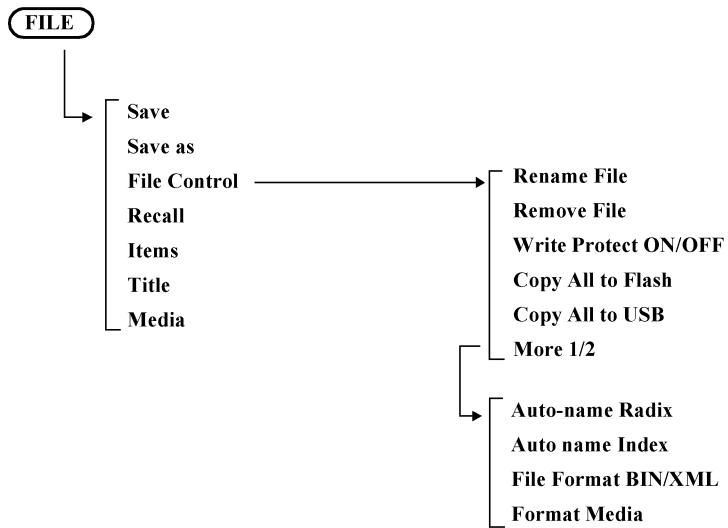 FILE
Save
Save as
File Control
Recall
Items
Title
Media
Rename File
Remove File
Write Protect ON/OFF
Copy All to Flash
Copy All to USB
More 1/2
Auto-name Radix
Auto name Index
File Format BIN/XML
Format Media